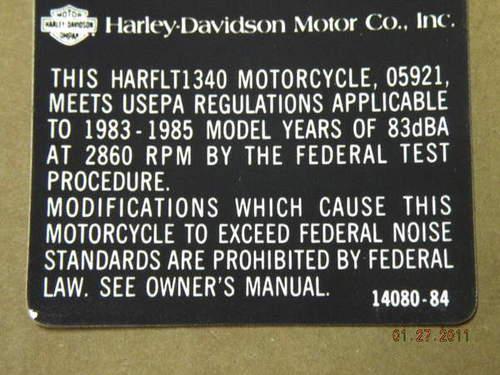 MOTOR
HARLEY-DAVIDSON
COMPANY
Harley-Davidson Motor Co., Inc.
THIS HARFLT1340 MOTORCYCLE, 05921,
MEETS USEPA REGULATIONS APPLICABLE
TO 1983-1985 MODEL YEARS OF 83dBA
AT 2860 RPM BY THE FEDERAL TEST
PROCEDURE.
MODIFICATIONS WHICH CAUSE THIS
MOTORCYCLE TO EXCEED FEDERAL NOISE
STANDARDS ARE PROHIBITED BY FEDERAL
LAW. SEE OWNER'S MANUAL.
14080-84
01.27.2011